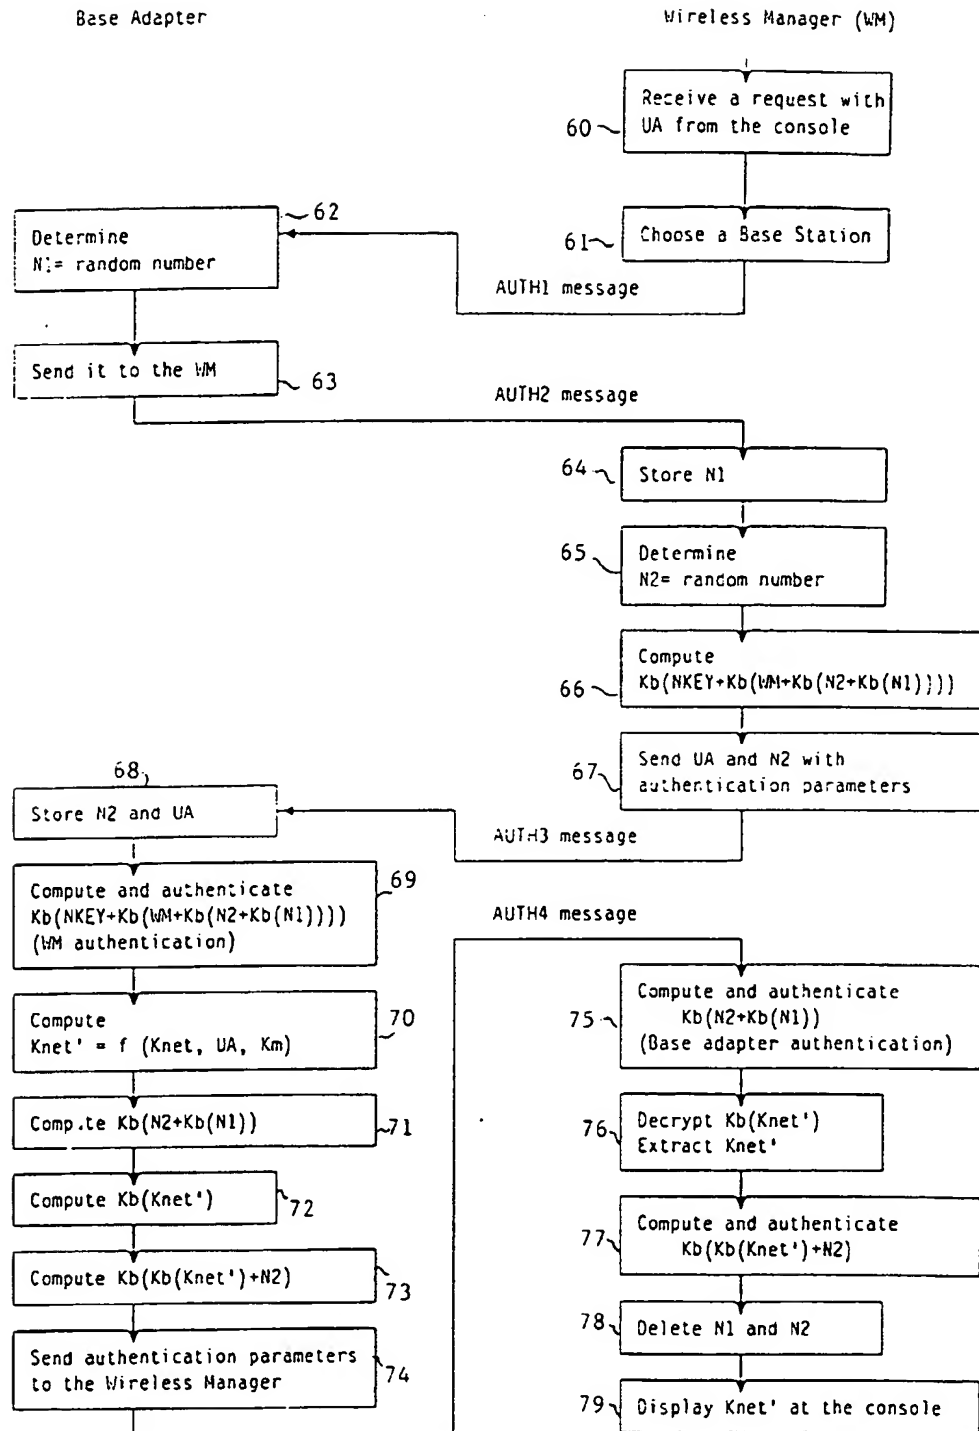 Base Adapter
Wireless Manager (WM)
Receive a request with
UA from the console
60
62
Determine
N1= random number
61
Choose a Base Station
AUTH1 message
Send it to the WM
63
AUTH2 message
64
Store N1
65
Determine
N2= random number
66
Compute
Kb(NKEY+Kb(WM+Kb(N2+Kb(N1))))
67
Send UA and N2 with
authentication parameters
68
Store N2 and UA
AUTH3 message
69
Compute and authenticate
Kb(NKEY+Kb(WM+Kb(N2+Kb(N1))))
(WM authentication)
AUTH4 message
70
Compute
Knet' = f (Knet, UA, Km)
75
Compute and authenticate
Kb(N2+Kb(N1))
(Base adapter authentication)
Comp.te Kb(N2+Kb(N1))
71
76
Decrypt Kb(Knet')
Extract Knet'
Compute Kb(Knet')
72
77
Compute and authenticate
Kb(Kb(Knet')+N2)
Compute Kb(Kb(Knet')+N2)
73
78
Delete N1 and N2
Send authentication parameters
to the Wireless Manager
74
79
Display Knet' at the console